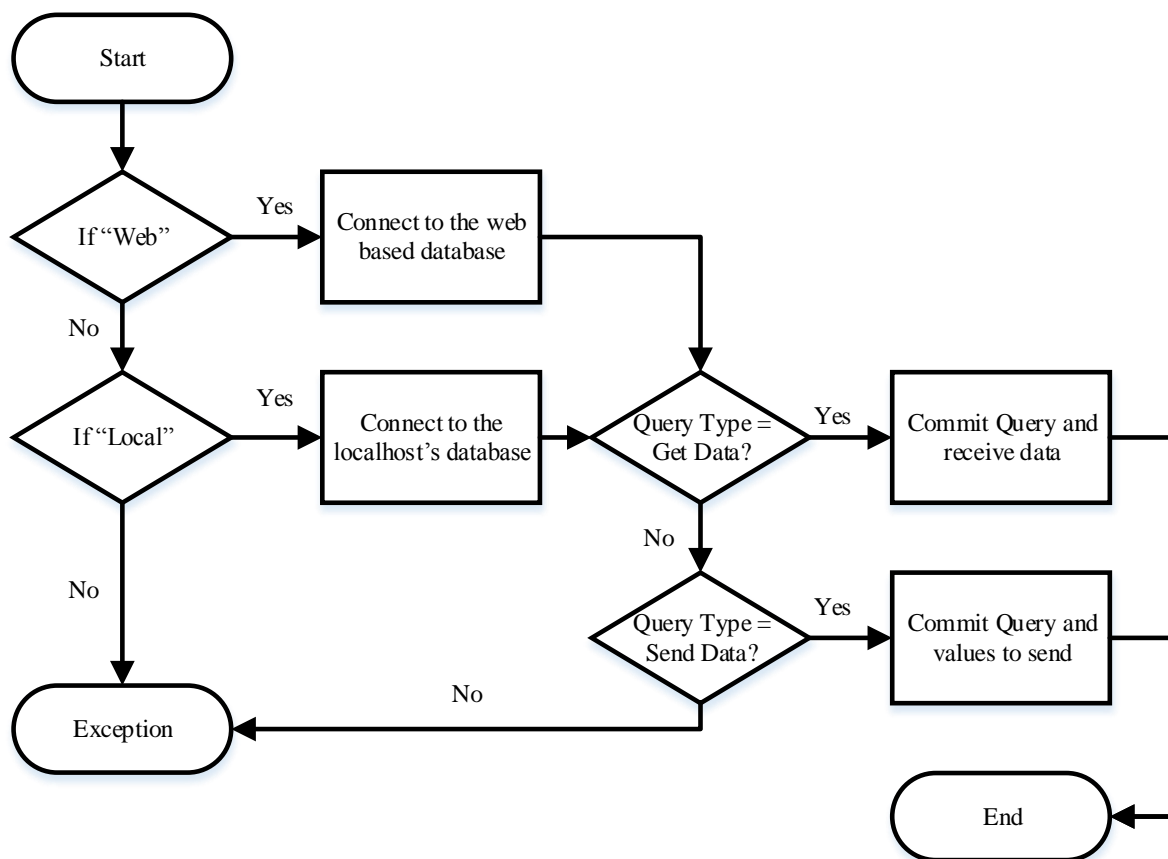 Start
If “Web”
Yes
Connect to the web
based database
No
If “Local”
Yes
Connect to the
localhost’s database
Query Type =
Get Data?
Yes
Commit Query and
receive data
No
No
Query Type =
Send Data?
Yes
Commit Query and
values to send
No
Exception
End